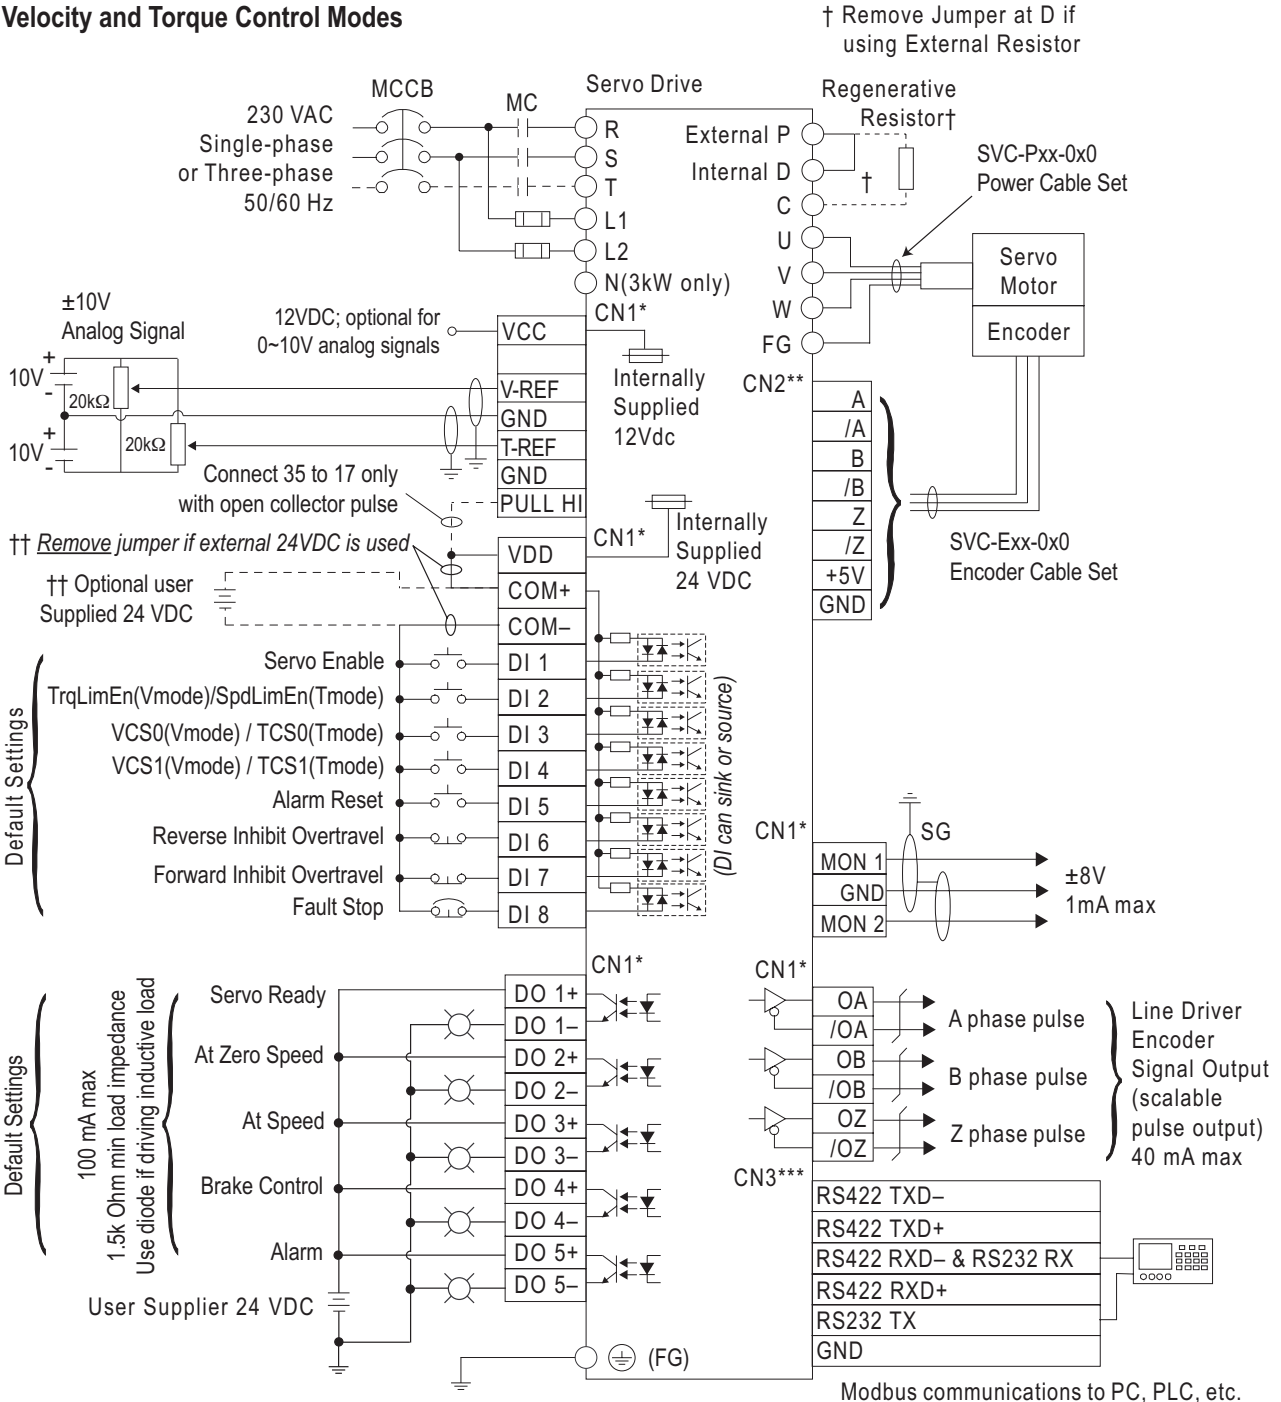 Velocity and Torque Control Modes
† Remove Jumper at D if
using External Resistor
MCCB
MC
Servo Drive
Regenerative
Resistor†
230 VAC
Single-phase
or Three-phase
50/60 Hz
R
S
T
L1
L2
N(3kW only)
External P
Internal D
C
U
V
W
FG
†
SVC-Pxx-0x0
Power Cable Set
Servo
Motor
Encoder
±10V
Analog Signal
12VDC; optional for
0~10V analog signals
CN1*
VCC
V-REF
GND
T-REF
GND
PULL HI
Internally
Supplied
12Vdc
+
10V
-
20kΩ
+
10V
-
20kΩ
Connect 35 to 17 only
with open collector pulse
CN2**
A
/A
B
/B
Z
/Z
+5V
GND
SVC-Exx-0x0
Encoder Cable Set
†† Remove jumper if external 24VDC is used
†† Optional user
Supplied 24 VDC
CN1*
Internally
Supplied
24 VDC
VDD
COM+
COM–
DI 1
DI 2
DI 3
DI 4
DI 5
DI 6
DI 7
DI 8
Default Settings
Servo Enable
TrqLimEn(Vmode)/SpdLimEn(Tmode)
VCS0(Vmode) / TCS0(Tmode)
VCS1(Vmode) / TCS1(Tmode)
Alarm Reset
Reverse Inhibit Overtravel
Forward Inhibit Overtravel
Fault Stop
(DI can sink or source)
CN1*
SG
MON 1
GND
MON 2
±8V
1mA max
CN1*
DO 1+
DO 1–
DO 2+
DO 2–
DO 3+
DO 3–
DO 4+
DO 4–
DO 5+
DO 5–
Default Settings
100 mA max
1.5k Ohm min load impedance
Use diode if driving inductive load
Servo Ready
At Zero Speed
At Speed
Brake Control
Alarm
User Supplier 24 VDC
CN1*
OA
/OA
OB
/OB
OZ
/OZ
A phase pulse
B phase pulse
Z phase pulse
Line Driver
Encoder
Signal Output
(scalable
pulse output)
40 mA max
CN3***
RS422 TXD–
RS422 TXD+
RS422 RXD– & RS232 RX
RS422 RXD+
RS232 TX
GND
(FG)
Modbus communications to PC, PLC, etc.